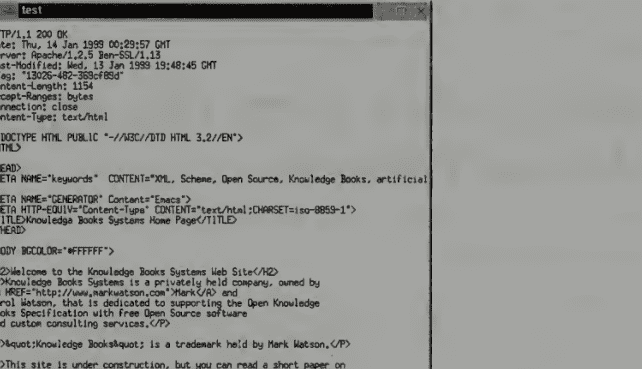 test
TP/1.1 200 OK
te: Thu, 14 Jan 1999 00:29:57 GMT
rver: Apache/1.2.5 Ben-SSL/1.13
st-Modified: Wed, 13 Jan 1999 19:48:45 GMT
ag: "13026-482-369cf89d"
ntent-Length: 1154
cept-Ranges: bytes
nnection: close
ntent-Type: text/html
DOCTYPE HTML PUBLIC "-//W3C//DTD HTML 3.2//EN">
TML>
EAD>
ETA NAME="keywords" CONTENT="XML, Scheme, Open Source, Knowledge Books, artificial
ETA NAME="GENERATOR" Content="Emacs">
ETA HTTP-EQUIV="Content-Type" CONTENT="text/html;CHARSET=iso-8859-1">
ITLE>Knowledge Books Systems Home Page</TITLE>
HEAD>
ODY BGCOLOR="#FFFFFF">
2>Welcome to the Knowledge Books Systems Web Site</H2>
>Knowledge Books Systems is a privately held company, owned by
HREF="http://www.markwatson.com">Mark</A> and
rol Watson, that is dedicated to supporting the Open Knowledge
oks Specification with free Open Source software
d custom consulting services.</P>
>&quot;Knowledge Books&quot; is a trademark held by Mark Watson.</P>
>This site is under construction, but you can read a short paper on